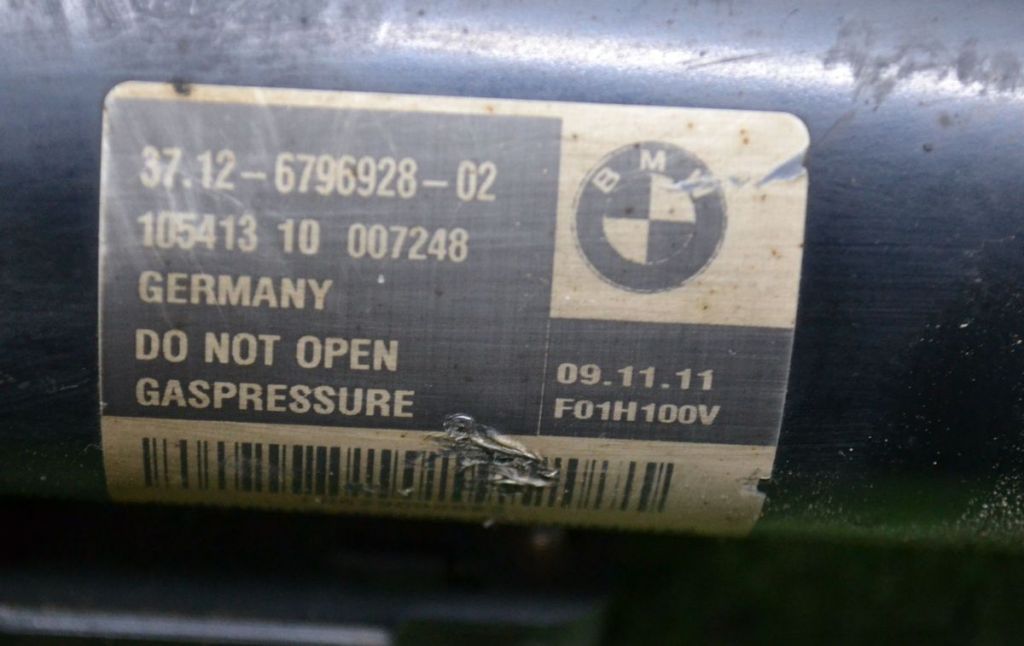 37.12-6796928-02
105413 10 007248
GERMANY
DO NOT OPEN
GASPRESSURE
BMW
09.11.11
F01H100V